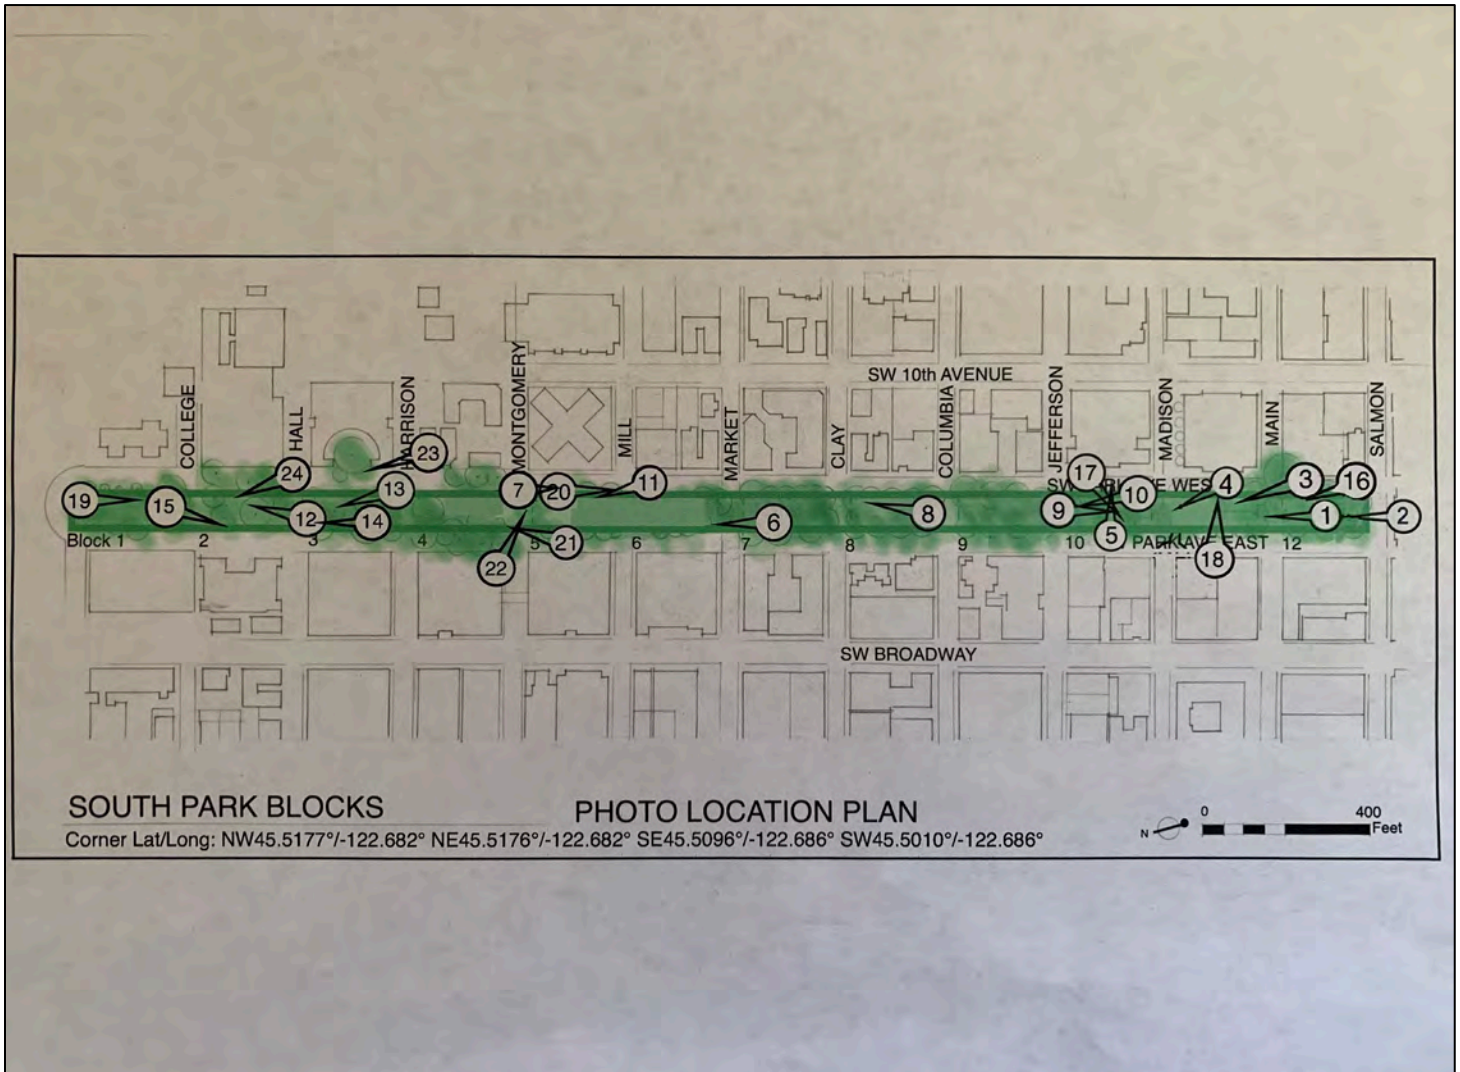 SW 10th AVENUE
COLLEGE
HALL
HARRISON
MONTGOMERY
MILL
MARKET
CLAY
COLUMBIA
JEFFERSON
MADISON
MAIN
SALMON
23
24
17
3
16
4
11
13
7
20
10
19
15
9
12
14
6
8
5
1
2
Block 1
2
3
4
5
6
7
8
9
10
PARK AVE EAST
12
21
22
18
SW BROADWAY
SOUTH PARK BLOCKS
PHOTO LOCATION PLAN
Corner Lat/Long: NW45.5177°/-122.682° NE45.5176°/-122.682° SE45.5096°/-122.686° SW45.5010°/-122.686°
N
0
400
Feet